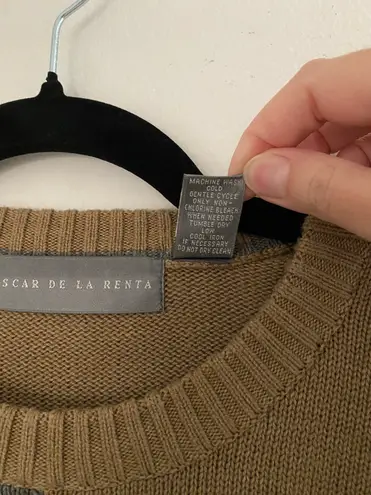 MACHINE WASH
COLD
GENTLE CYCLE
ONLY NON-
CHLORINE BLEACH
WHEN NEEDED
TUMBLE DRY
LOW
COOL IRON
IF NECESSARY
DO NOT DRY CLEAN
SCAR DE LA RENTA